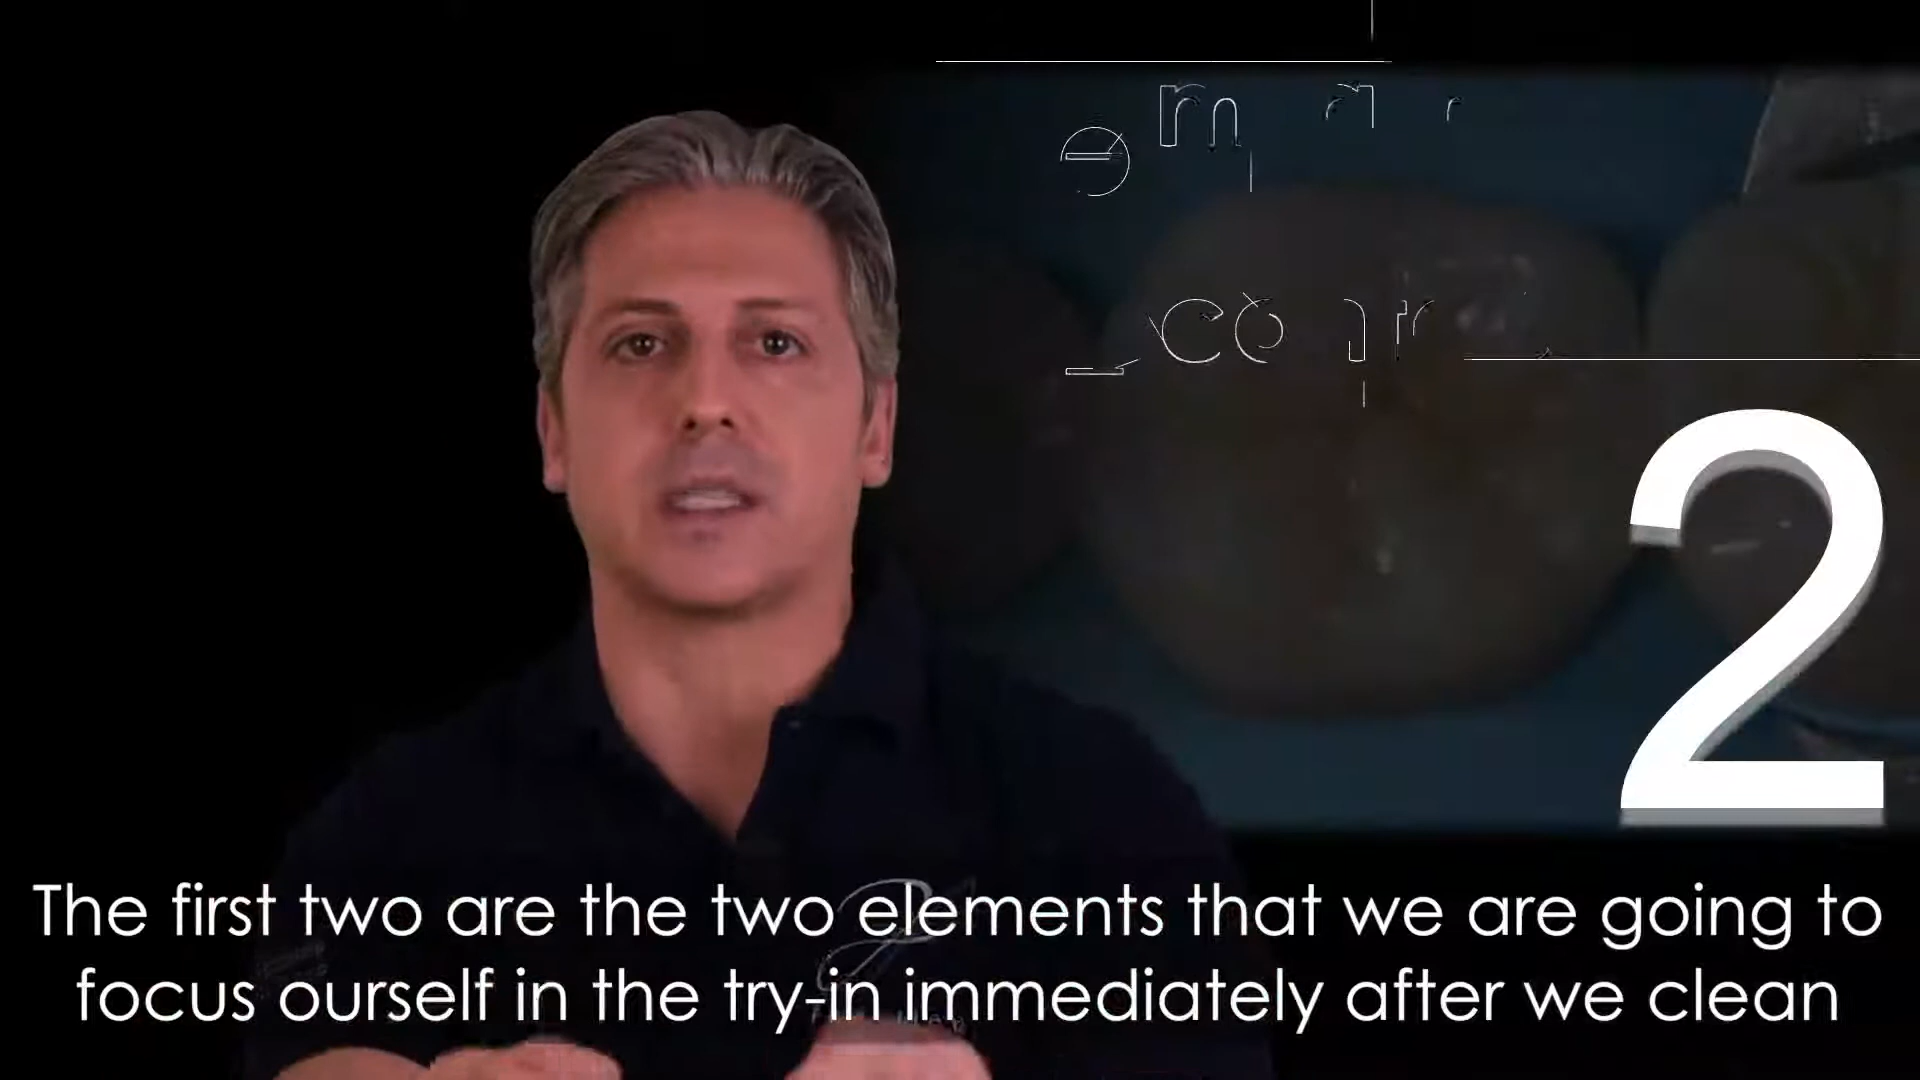 2
The first two are the two elements that we are going to
focus ourself in the try-in immediately after we clean